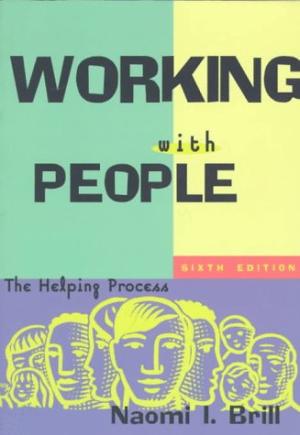 WORKING
with
PEOPLE
SIXTH EDITION
The Helping Process
Naomi I. Brill